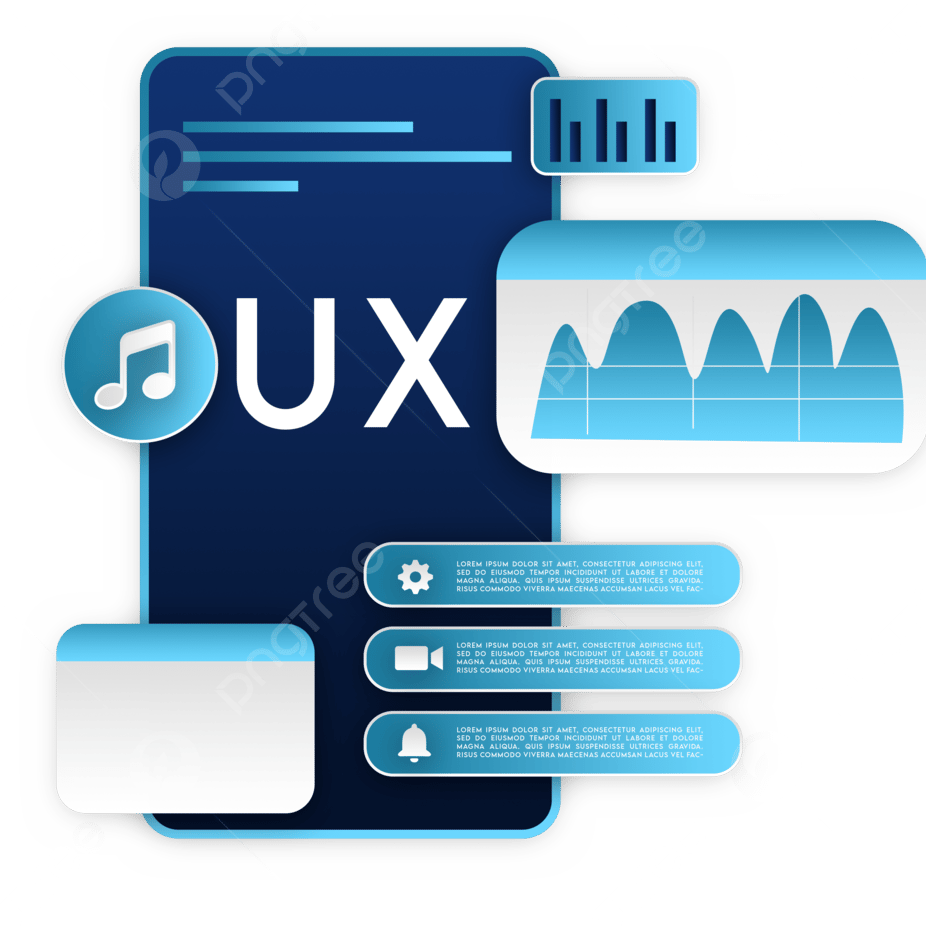 pngtree
UX
pngtree
LOREM IPSUM DOLOR SIT AMET, CONSECTETUR ADIPISCING ELIT,
SED DO EIUSMOD TEMPOR INCIDIDUNT UT LABORE ET DOLORE
MAGNA ALIQUA. QUIS IPSUM SUSPENDISSE ULTRICES GRAVIDA.
RISUS COMMODO VIVERRA MAECENAS ACCUMSAN LACUS VEL FAC-
pngtree
LOREM IPSUM DOLOR SIT AMET, CONSECTETUR ADIPISCING ELIT,
SED DO EIUSMOD TEMPOR INCIDIDUNT UT LABORE ET DOLORE
MAGNA ALIQUA. QUIS IPSUM SUSPENDISSE ULTRICES GRAVIDA.
RISUS COMMODO VIVERRA MAECENAS ACCUMSAN LACUS VEL FAC-
LOREM IPSUM DOLOR SIT AMET, CONSECTETUR ADIPISCING ELIT,
SED DO EIUSMOD TEMPOR INCIDIDUNT UT LABORE ET DOLORE
MAGNA ALIQUA. QUIS IPSUM SUSPENDISSE ULTRICES GRAVIDA.
RISUS COMMODO VIVERRA MAECENAS ACCUMSAN LACUS VEL FAC-